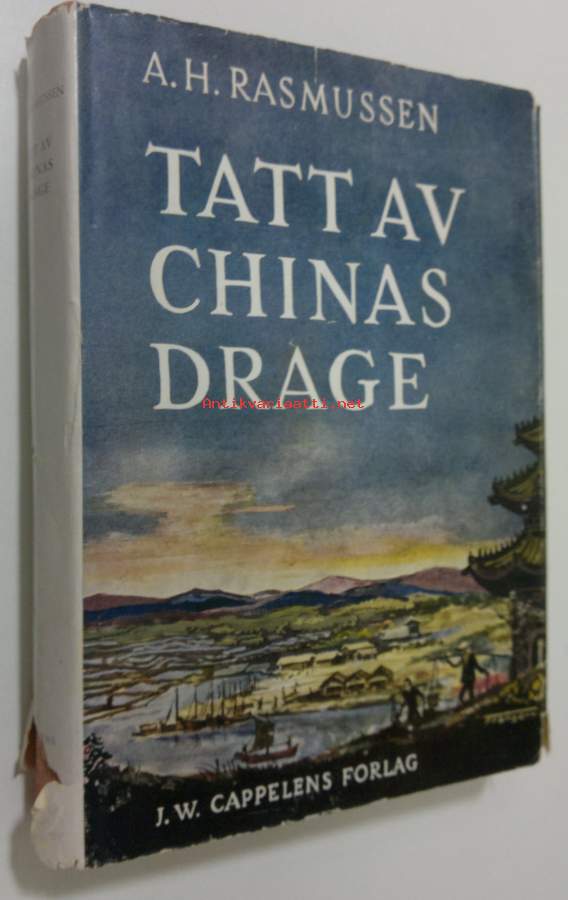 A.H. RASMUSSEN
TATT AV
CHINAS
DRAGE
Antikvariaatti.net
J.W. CAPPELENS FORLAG